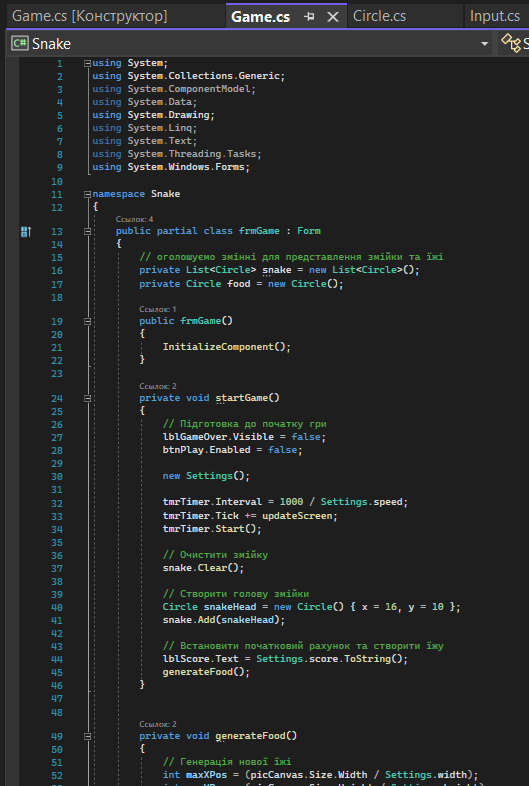 Game.cs [Конструктор] Game.cs Circle.cs Input.cs
C# Snake
1 using System;
2 using System.Collections.Generic;
3 using System.ComponentModel;
4 using System.Data;
5 using System.Drawing;
6 using System.Linq;
7 using System.Text;
8 using System.Threading.Tasks;
9 using System.Windows.Forms;
10
11 namespace Snake
12 {
Ссылок: 4
13 public partial class frmGame : Form
14 {
15 // оголошуємо змінні для представлення змійки та їжі
16 private List<Circle> snake = new List<Circle>();
17 private Circle food = new Circle();
18
Ссылок: 1
19 public frmGame()
20 {
21 InitializeComponent();
22 }
23
Ссылок: 2
24 private void startGame()
25 {
26 // Підготовка до початку гри
27 lblGameOver.Visible = false;
28 btnPlay.Enabled = false;
29
30 new Settings();
31
32 tmrTimer.Interval = 1000 / Settings.speed;
33 tmrTimer.Tick += updateScreen;
34 tmrTimer.Start();
35
36 // Очистити змійку
37 snake.Clear();
38
39 // Створити голову змійки
40 Circle snakeHead = new Circle() { x = 16, y = 10 };
41 snake.Add(snakeHead);
42
43 // Встановити початковий рахунок та створити їжу
44 lblScore.Text = Settings.score.ToString();
45 generateFood();
46 }
47
48
Ссылок: 2
49 private void generateFood()
50 {
51 // Генерація нової їжі
52 int maxXPos = (picCanvas.Size.Width / Settings.width);